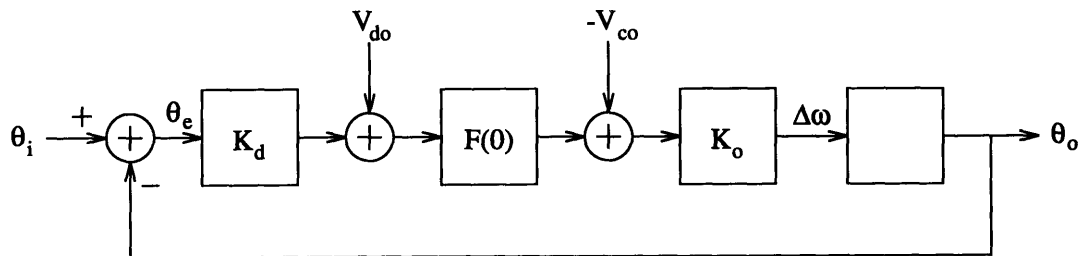 V_do
-V_co
θ_i
+
+
θ_e
K_d
+
F(0)
+
K_o
Δω
θ_o
−